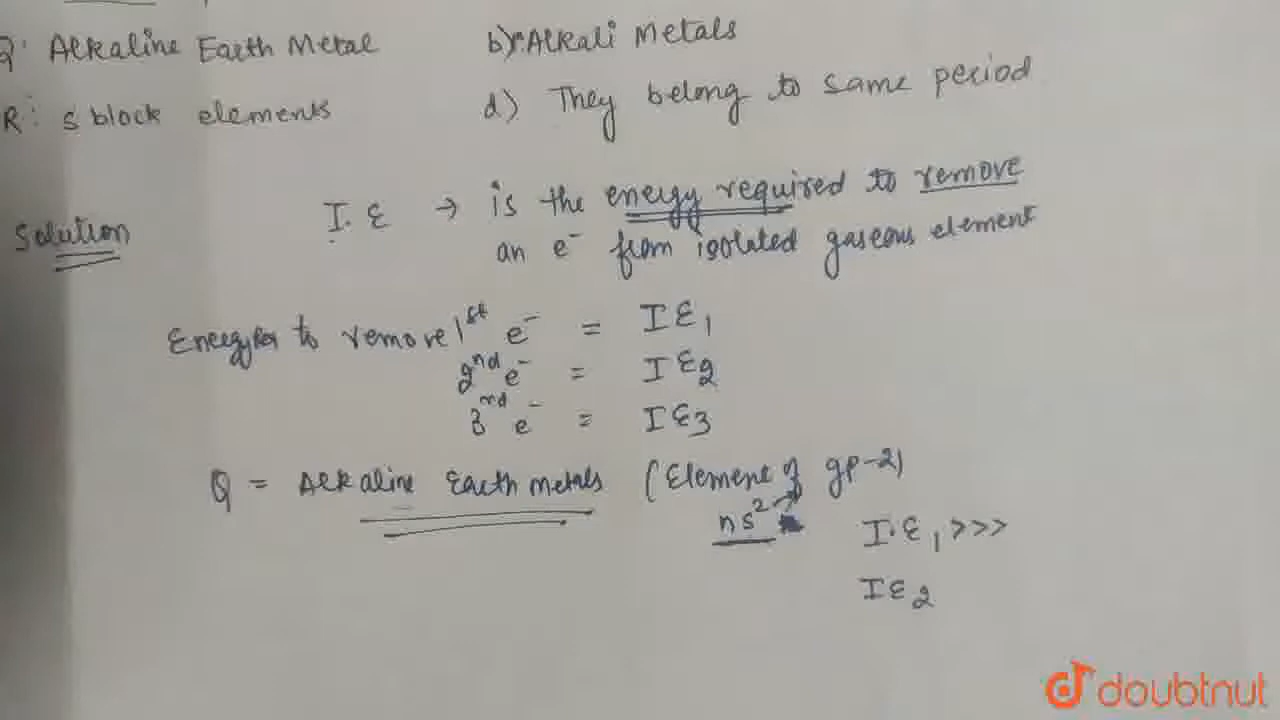 Q: Alkaline Earth Metal b) Alkali Metals
R: s block elements d) They belong to same period
Solution I.E → is the energy required to remove
an e⁻ from isolated gaseous element
to remove 1st e⁻ = IE₁
2nd e⁻ = IE2
3nd e⁻ = IE3
Q = Alkaline Earth metals (Element of gp-2)
ns² → I.E₁ >>>
IE₂
doubtnut